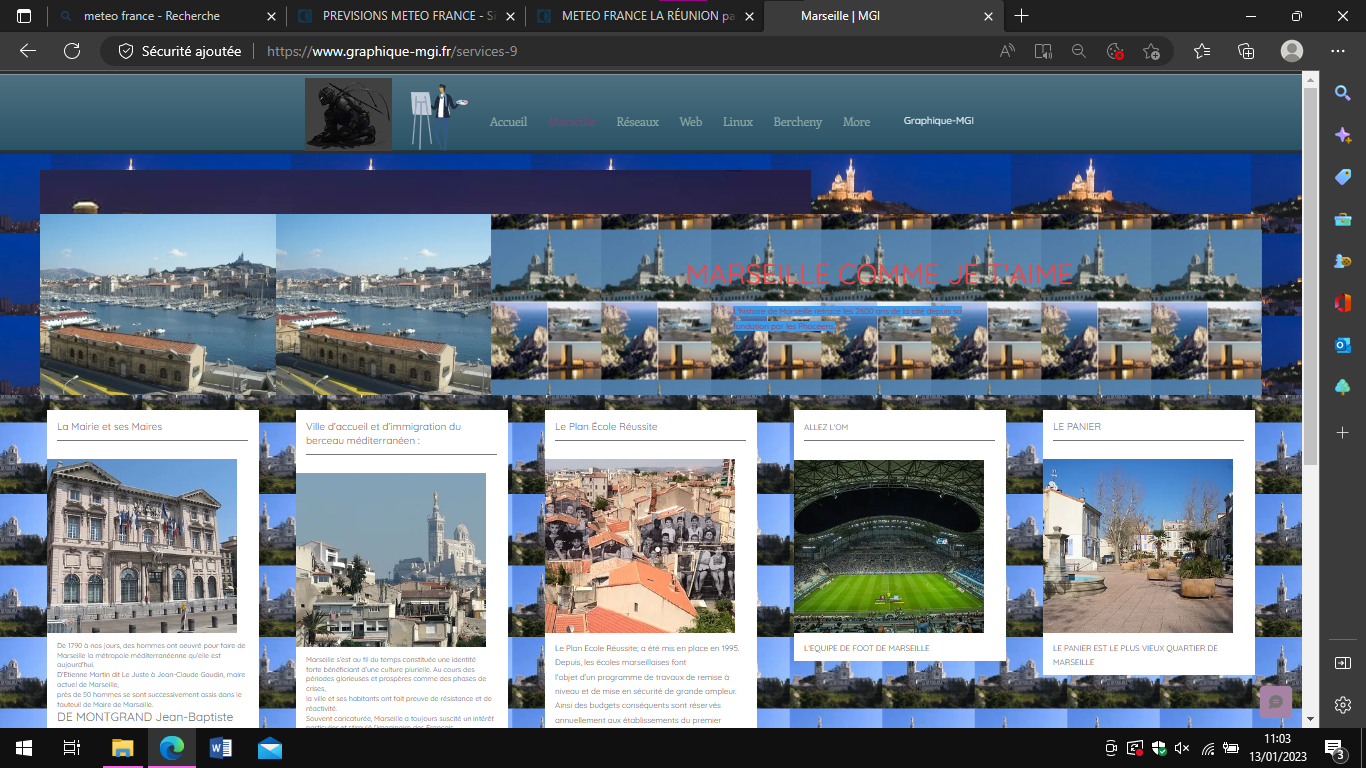 meteo france - Recherche
PREVISIONS METEO FRANCE - Si
METEO FRANCE LA RÉUNION pa
Marseille | MGI
Sécurité ajoutée
https://www.graphique-mgi.fr/services-9
Accueil
Marseille
Réseaux
Web
Linux
Bercheny
More
Graphique-MGI
MARSEILLE COMME JE T'AIME
L'histoire de Marseille retrace les 2600 ans de la cité depuis sa
fondation par les Phocéens.
La Mairie et ses Maires
De 1790 à nos jours, des hommes ont oeuvré pour faire de
Marseille la métropole méditerranéenne qu'elle est
aujourd'hui.
D'Etienne Martin dit Le Juste à Jean-Claude Gaudin, maire
actuel de Marseille,
près de 50 hommes se sont successivement assis dans le
fauteuil de Maire de Marseille.
DE MONTGRAND Jean-Baptiste
Ville d'accueil et d'immigration du
berceau méditerranéen :
Marseille s'est au fil du temps constituée une identité
forte bénéficiant d'une culture plurielle. Au cours des
périodes glorieuses et prospères comme des phases de
crises,
la ville et ses habitants ont fait preuve de résistance et de
réactivité.
Souvent caricaturée, Marseille a toujours suscité un intérêt
particulier et stimulé l'imaginaire des Français
Le Plan École Réussite
Le Plan Ecole Réussite; a été mis en place en 1995.
Depuis, les écoles marseillaises font
l'objet d'un programme de travaux de remise à
niveau et de mise en sécurité de grande ampleur.
Ainsi des budgets conséquents sont réservés
annuellement aux établissements du premier
ALLEZ L'OM
L'EQUIPE DE FOOT DE MARSEILLE
LE PANIER
LE PANIER EST LE PLUS VIEUX QUARTIER DE
MARSEILLE
11:03
13/01/2023
3